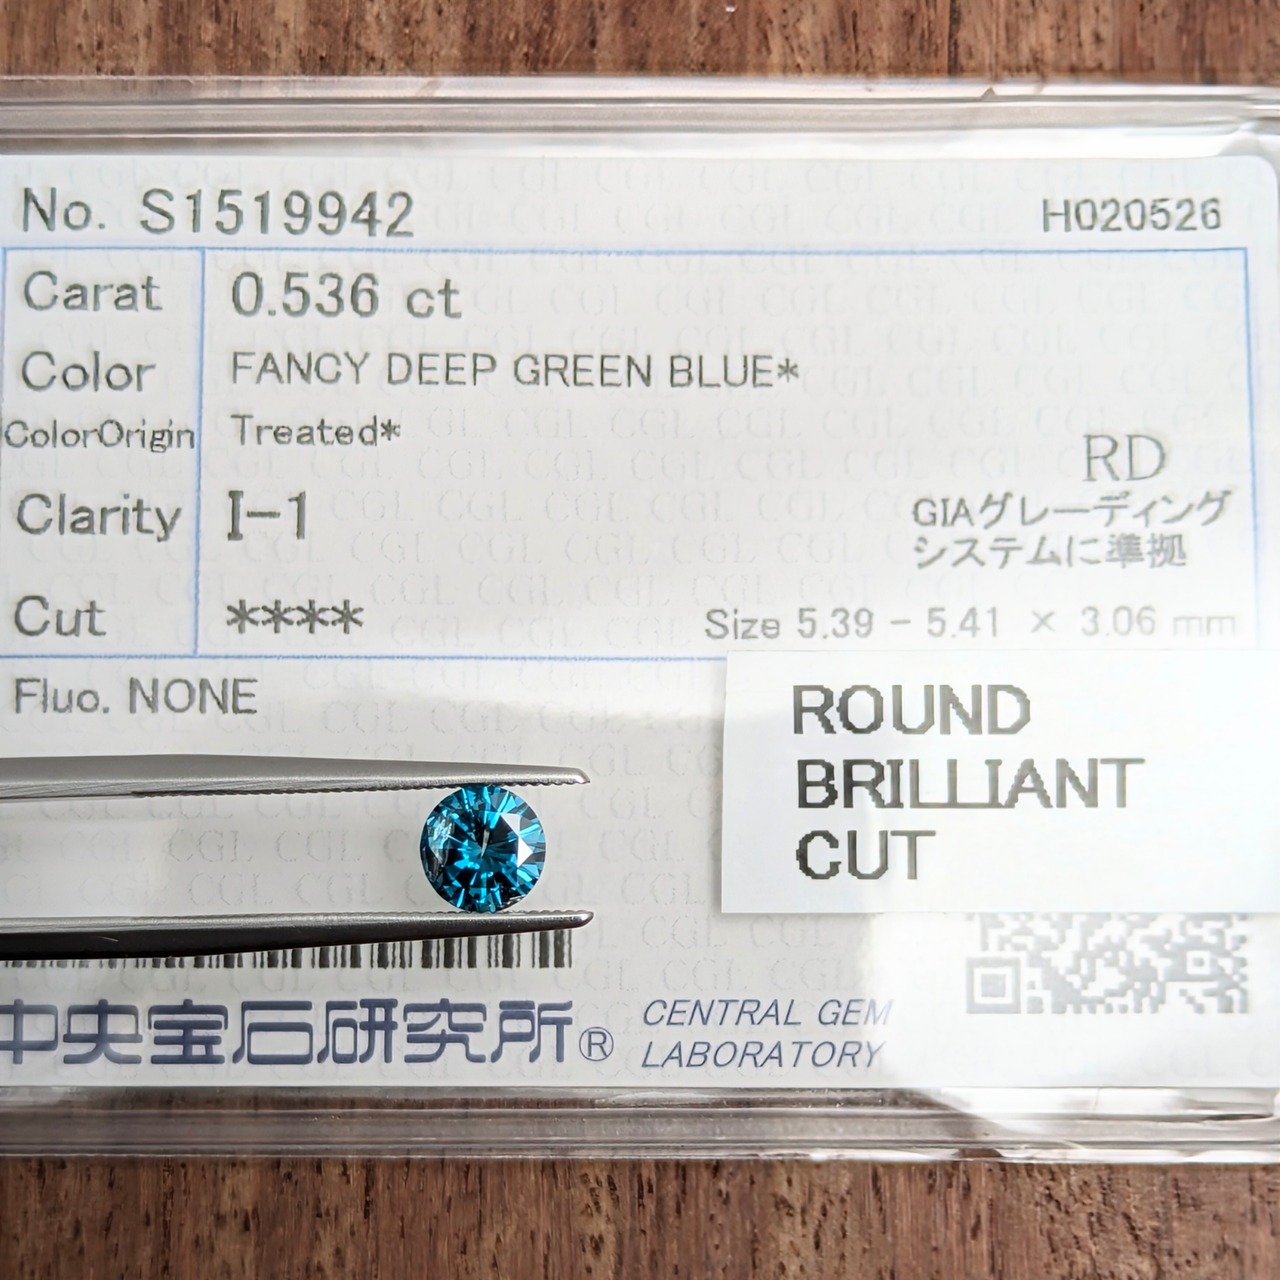 No. S1519942
H020526
Carat 0.536 ct
Color FANCY DEEP GREEN BLUE*
ColorOrigin Treated*
RD
Clarity I-1
GIAグレーディング
システムに準拠
Cut ****
Size 5.39 - 5.41 × 3.06 mm
Fluo. NONE
ROUND
BRILLIANT
CUT
中央宝石研究所®
CENTRAL GEM
LABORATORY